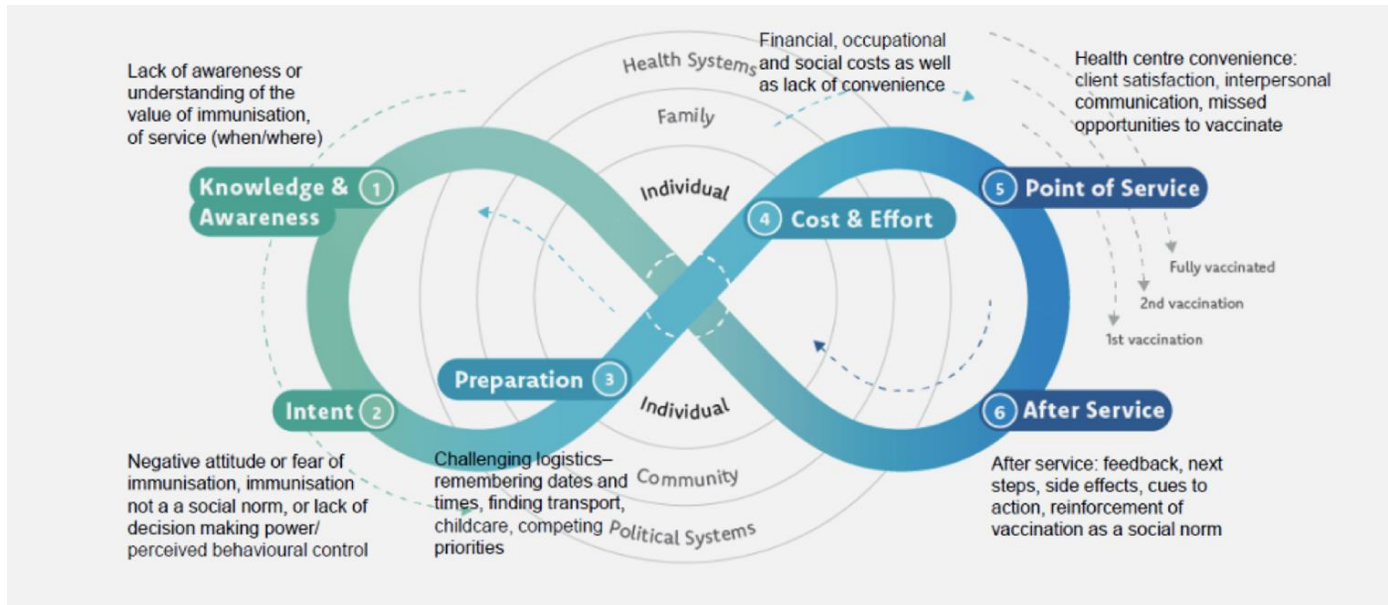 Lack of awareness or
understanding of the
value of immunisation,
of service (when/where)
Knowledge & 1
Awareness
Intent 2
Negative attitude or fear of
immunisation, immunisation
not a a social norm, or lack of
decision making power/
perceived behavioural control
Preparation 3
Challenging logistics–
remembering dates and
times, finding transport,
childcare, competing
priorities
Health Systems
Family
Individual
Individual
Community
Political Systems
Financial, occupational
and social costs as well
as lack of convenience
4 Cost & Effort
Health centre convenience:
client satisfaction, interpersonal
communication, missed
opportunities to vaccinate
5 Point of Service
Fully vaccinated
2nd vaccination
1st vaccination
6 After Service
After service: feedback, next
steps, side effects, cues to
action, reinforcement of
vaccination as a social norm